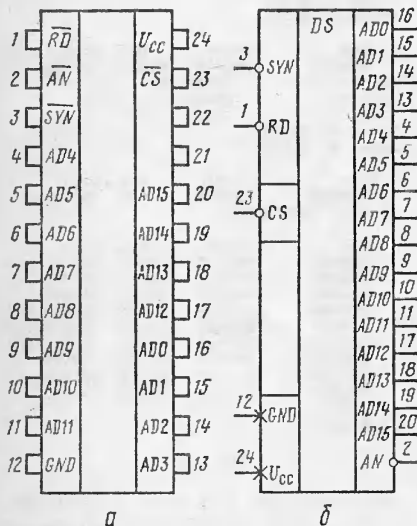 1 R̅D̅ UCC 24
2 A̅N̅ C̅S̅ 23
3 S̅Y̅N̅ 22
4 AD4 21
5 AD5 AD15 20
6 AD6 AD14 19
7 AD7 AD13 18
8 AD8 AD12 17
9 AD9 AD0 16
10 AD10 AD1 15
11 AD11 AD2 14
12 GND AD3 13
а
DS
3 SYN
1 RD
23 CS
12 GND
24 UCC
AD0 16
AD1 15
AD2 14
AD3 13
AD4 4
AD5 5
AD6 6
AD7 7
AD8 8
AD9 9
AD10 10
AD11 11
AD12 17
AD13 18
AD14 19
AD15 20
AN 2
б